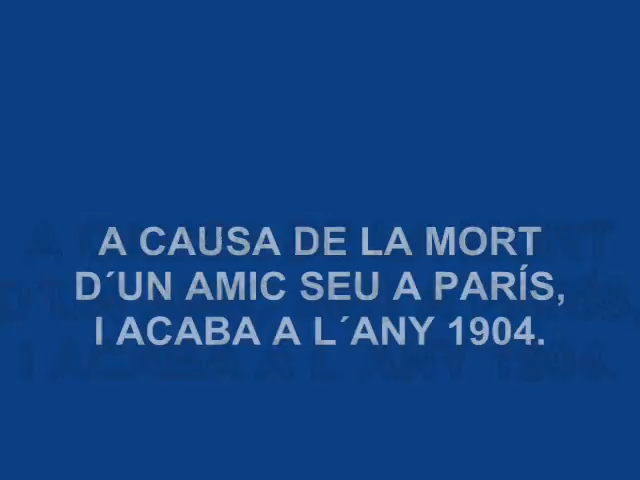 A CAUSA DE LA MORT
D´UN AMIC SEU A PARÍS,
I ACABA A L´ANY 1904.